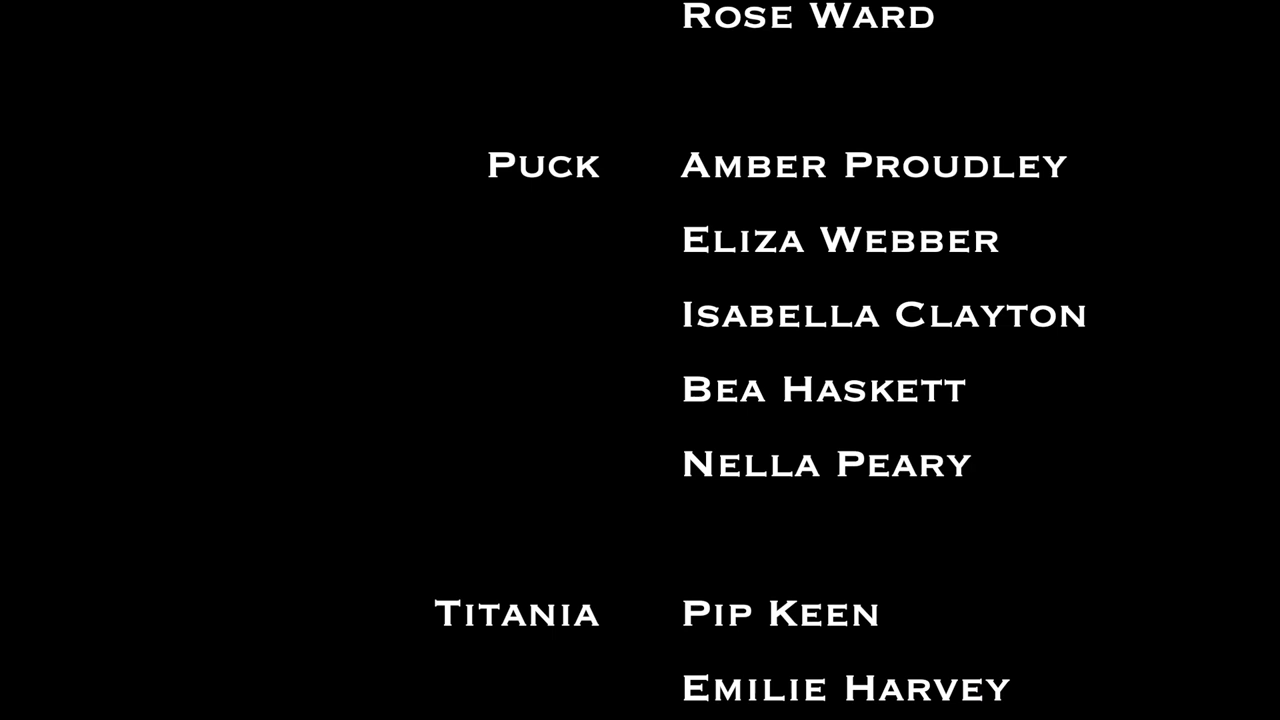 Rose Ward
Puck Amber Proudley
Eliza Webber
Isabella Clayton
Bea Haskett
Nella Peary
Titania Pip Keen
Emilie Harvey